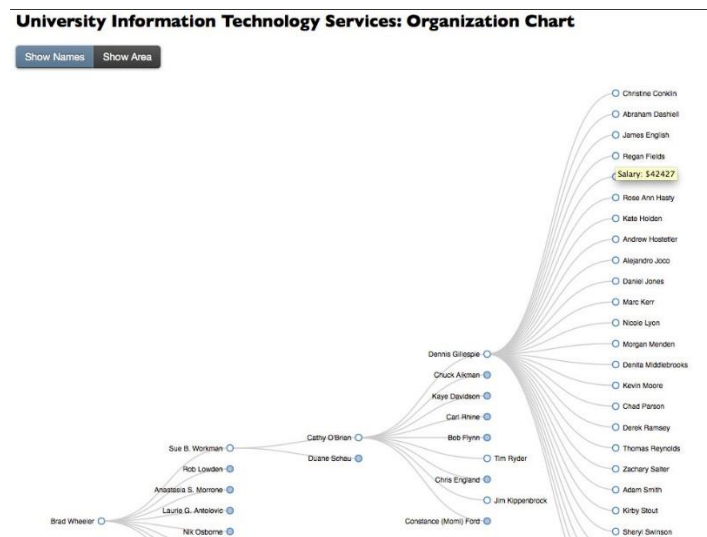 University Information Technology Services: Organization Chart
Show Names Show Area
Christine Conklin
Abraham Dashiell
James English
Regan Fields
Salary: $42427
Rose Ann Hasty
Kate Holden
Andrew Hostetler
Alejandro Joco
Daniel Jones
Marc Kerr
Nicole Lyon
Morgan Menden
Denita Middlebrooks
Kevin Moore
Chad Parson
Derek Ramsey
Thomas Reynolds
Zachary Salter
Adam Smith
Kirby Stout
Sheryl Swinson
Dennis Gillespie
Chuck Aikman
Kaye Davidson
Carl Rhine
Bob Flynn
Tim Ryder
Chris England
Jim Kippenbrock
Constance (Momi) Ford
Cathy O'Brian
Duane Schau
Sue B. Workman
Rob Lowden
Anastasia S. Morrone
Laurie G. Antolovic
Nik Osborne
Brad Wheeler